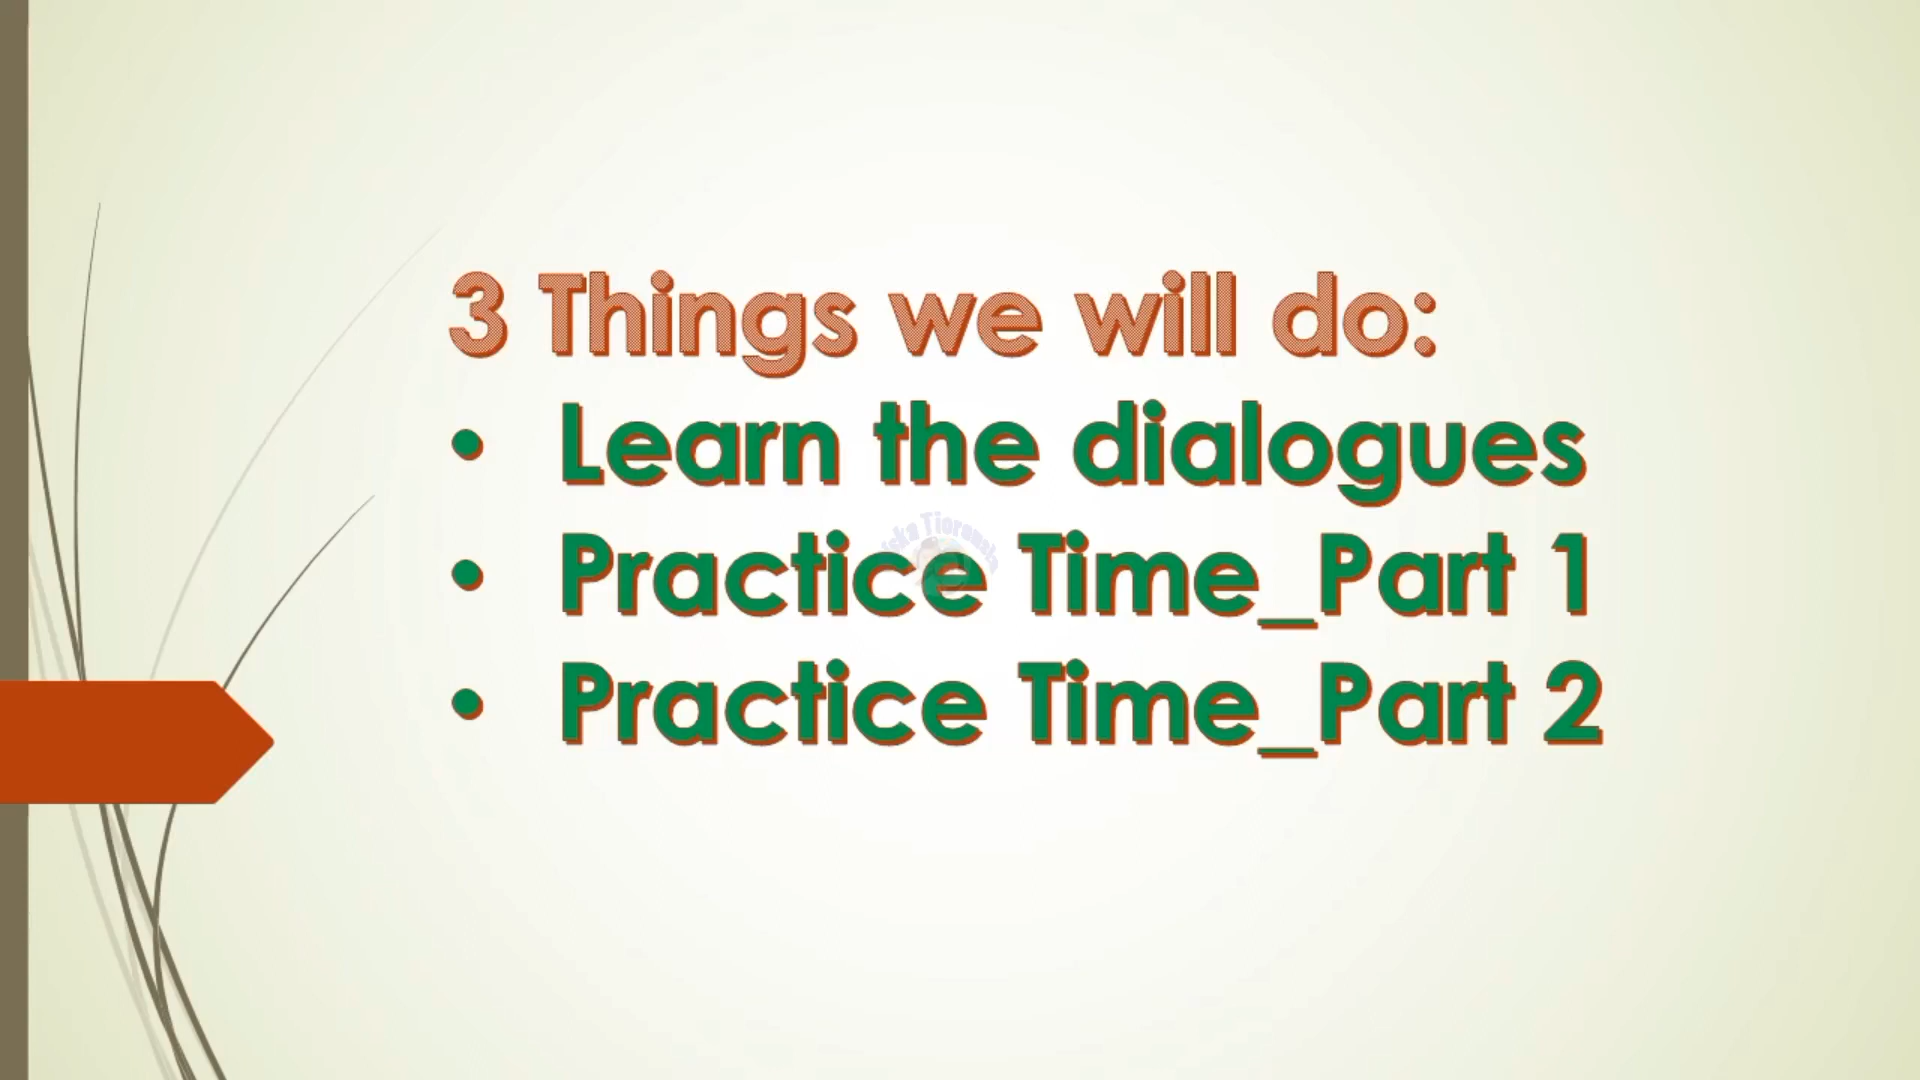 3 Things we will do:
• Learn the dialogues
• Practice Time_Part 1
• Practice Time_Part 2